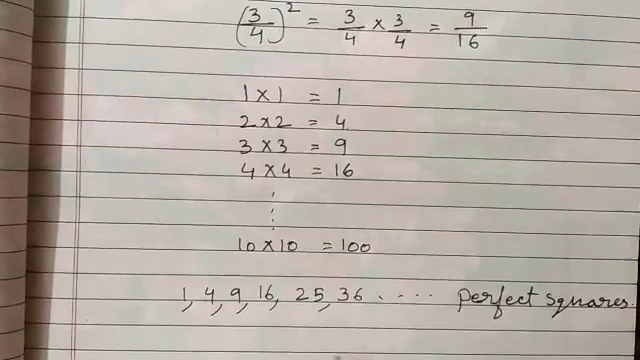 (3/4)² = 3/4 × 3/4 = 9/16
1 × 1 = 1
2 × 2 = 4
3 × 3 = 9
4 × 4 = 16
⋮
10 × 10 = 100
1, 4, 9, 16, 25, 36 ..... perfect squares.